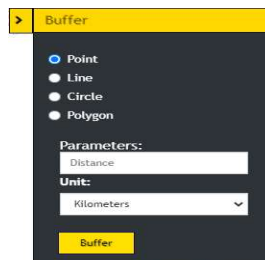 > Buffer
Point
Line
Circle
Polygon
Parameters:
Distance
Unit:
Kilometers
Buffer